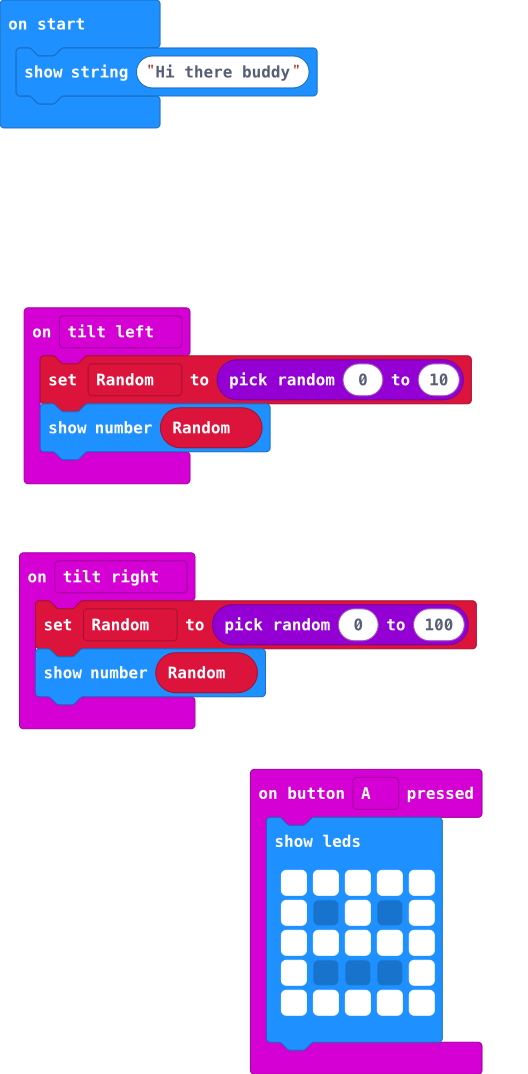 on start
show string "Hi there buddy"
on tilt left
set Random to pick random 0 to 10
show number Random
on tilt right
set Random to pick random 0 to 100
show number Random
on button A pressed
show leds